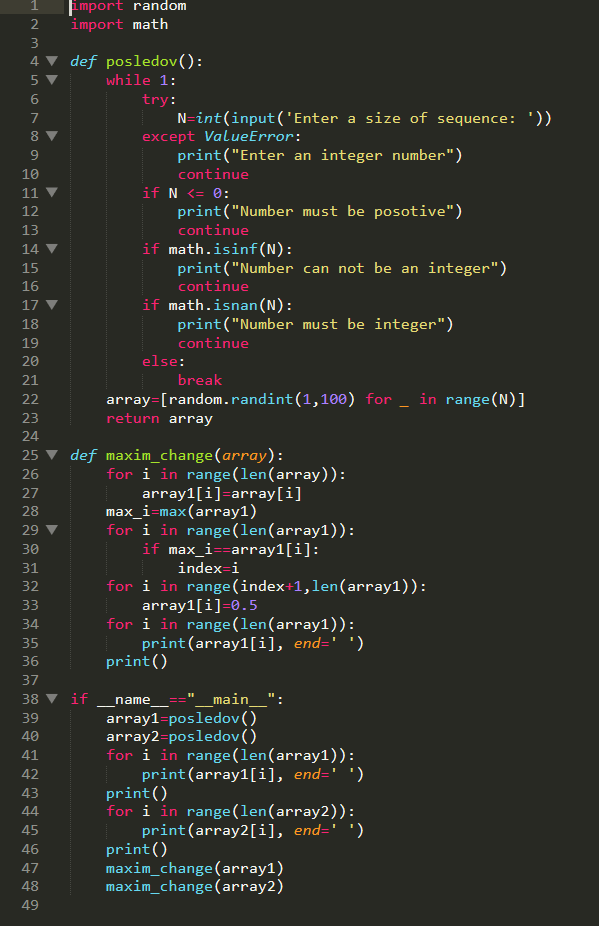 1 import random
2 import math
3
4 def posledov():
5     while 1:
6         try:
7             N=int(input('Enter a size of sequence: '))
8         except ValueError:
9             print("Enter an integer number")
10             continue
11         if N <= 0:
12             print("Number must be posotive")
13             continue
14         if math.isinf(N):
15             print("Number can not be an integer")
16             continue
17         if math.isnan(N):
18             print("Number must be integer")
19             continue
20         else:
21             break
22     array=[random.randint(1,100) for _ in range(N)]
23     return array
24
25 def maxim_change(array):
26     for i in range(len(array)):
27         array1[i]=array[i]
28     max_i=max(array1)
29     for i in range(len(array1)):
30         if max_i==array1[i]:
31             index=i
32     for i in range(index+1,len(array1)):
33         array1[i]=0.5
34     for i in range(len(array1)):
35         print(array1[i], end=' ')
36     print()
37
38 if __name__=="__main__":
39     array1=posledov()
40     array2=posledov()
41     for i in range(len(array1)):
42         print(array1[i], end=' ')
43     print()
44     for i in range(len(array2)):
45         print(array2[i], end=' ')
46     print()
47     maxim_change(array1)
48     maxim_change(array2)
49